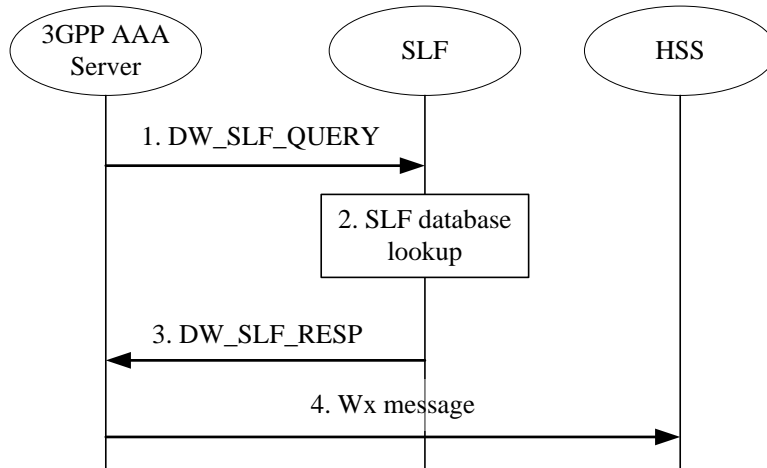 3GPP AAA
Server
SLF
HSS
1. DW_SLF_QUERY
2. SLF database
lookup
3. DW_SLF_RESP
4. Wx message